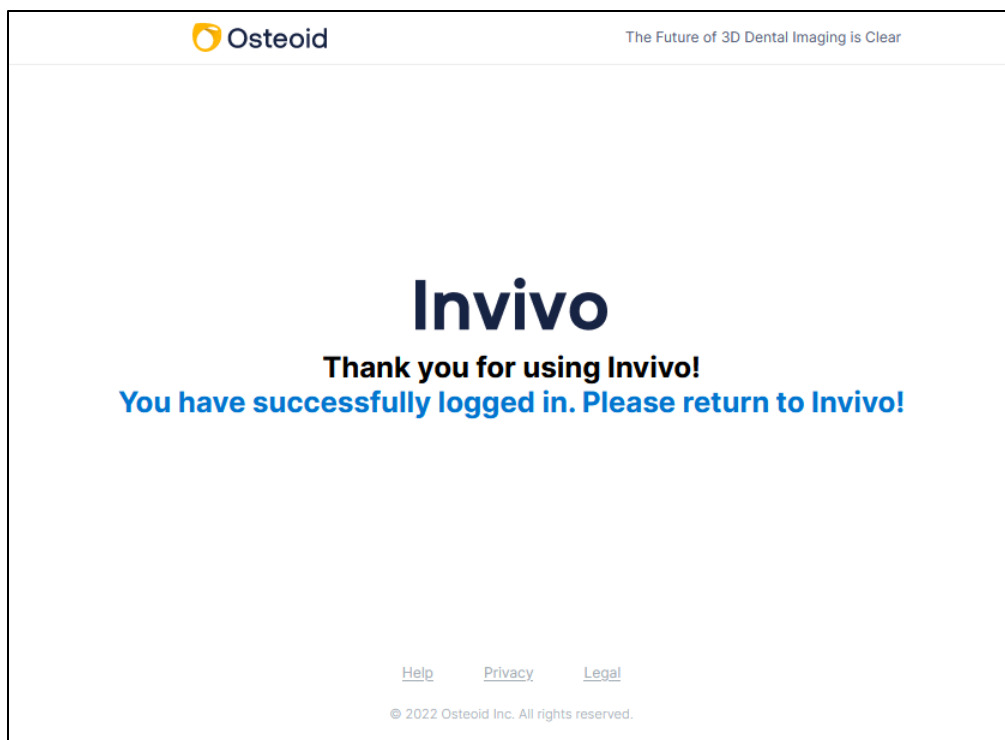 Osteoid
The Future of 3D Dental Imaging is Clear
Invivo
Thank you for using Invivo!
You have successfully logged in. Please return to Invivo!
Help Privacy Legal
© 2022 Osteoid Inc. All rights reserved.